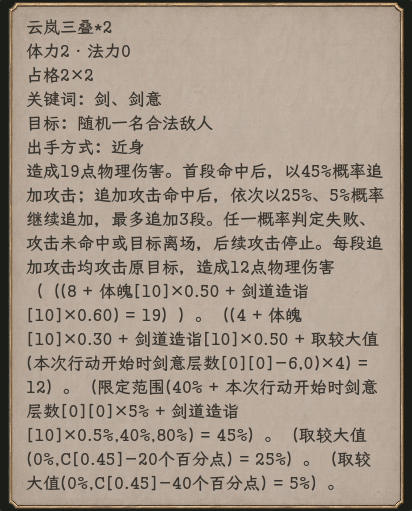 云岚三叠*2
体力2 · 法力0
占格2×2
关键词：剑、剑意
目标：随机一名合法敌人
出手方式：近身
造成19点物理伤害。首段命中后，以45%概率追
加攻击；追加攻击命中后，依次以25%、5%概率
继续追加，最多追加3段。任一概率判定失败、
攻击未命中或目标离场，后续攻击停止。每段追
加攻击均攻击原目标，造成12点物理伤害
（ ((8 + 体魄[10]×0.50 + 剑道造诣
[10]×0.60) = 19) ）。 ((4 + 体魄
[10]×0.30 + 剑道造诣[10]×0.50 + 取较大值
(本次行动开始时剑意层数[0][0]-6,0)×4) =
12) 。 (限定范围(40% + 本次行动开始时剑意
层数[0][0]×5% + 剑道造诣
[10]×0.5%,40%,80%) = 45%) 。 (取较大值
(0%,C[0.45]-20个百分点) = 25%) 。 (取较
大值(0%,C[0.45]-40个百分点) = 5%) 。